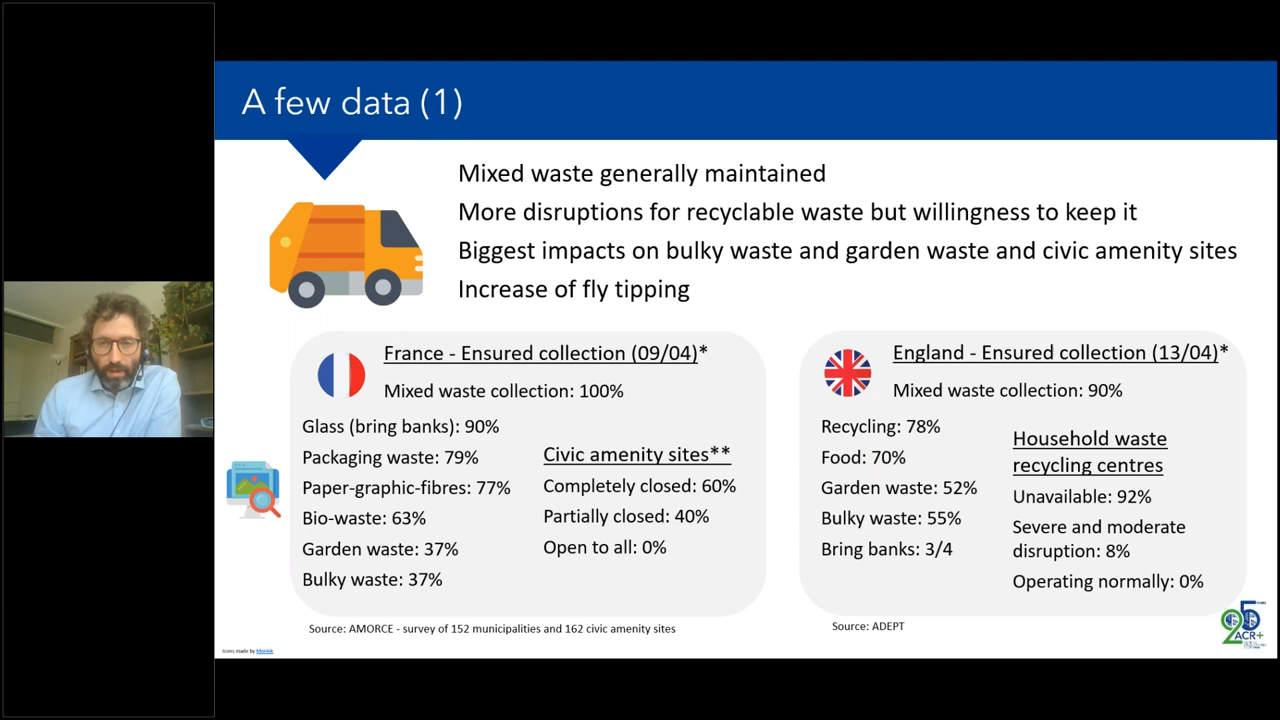 A few data (1)
Mixed waste generally maintained
More disruptions for recyclable waste but willingness to keep it
Biggest impacts on bulky waste and garden waste and civic amenity sites
Increase of fly tipping
France - Ensured collection (09/04)*
Mixed waste collection: 100%
Glass (bring banks): 90%
Packaging waste: 79%
Paper-graphic-fibres: 77%
Bio-waste: 63%
Garden waste: 37%
Bulky waste: 37%
Civic amenity sites**
Completely closed: 60%
Partially closed: 40%
Open to all: 0%
Source: AMORCE - survey of 152 municipalities and 162 civic amenity sites
England - Ensured collection (13/04)*
Mixed waste collection: 90%
Recycling: 78%
Food: 70%
Garden waste: 52%
Bulky waste: 55%
Bring banks: 3/4
Household waste
recycling centres
Unavailable: 92%
Severe and moderate
disruption: 8%
Operating normally: 0%
Source: ADEPT
Icons made by Monkik
25
ACR+